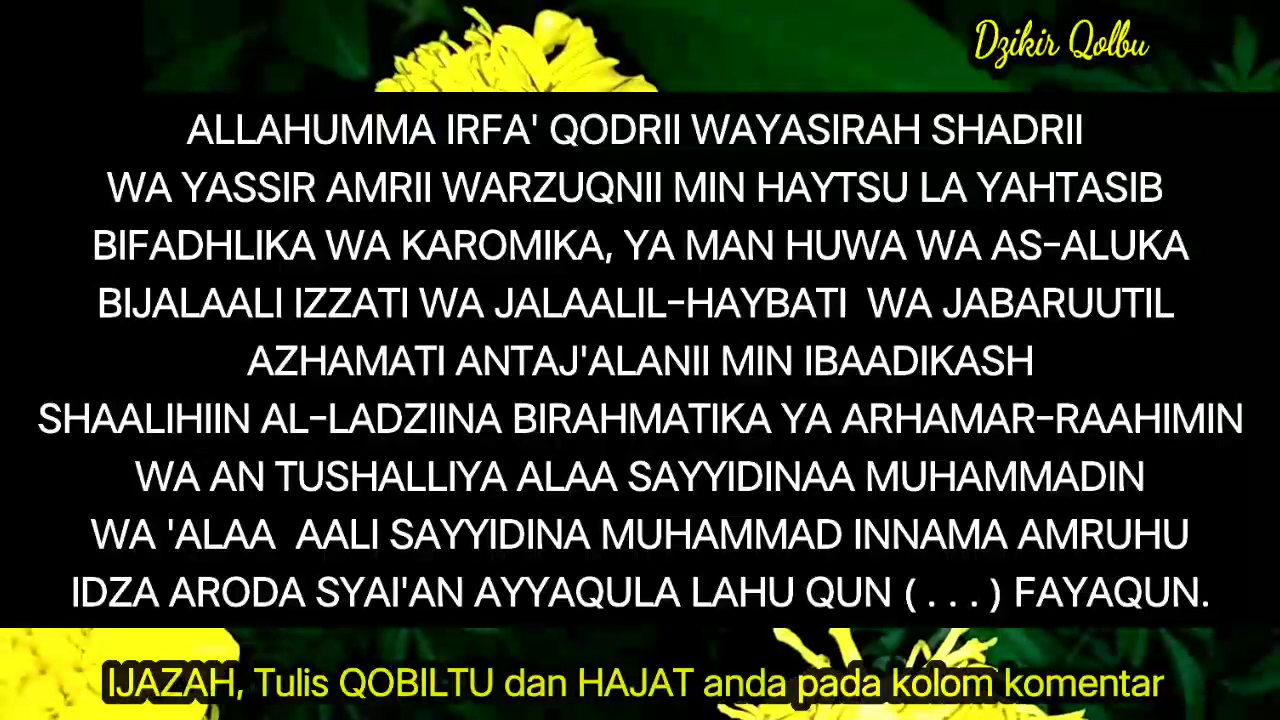 Dzikir Qolbu
ALLAHUMMA IRFA' QODRII WAYASIRAH SHADRII
WA YASSIR AMRII WARZUQNII MIN HAYTSU LA YAHTASIB
BIFADHLIKA WA KAROMIKA, YA MAN HUWA WA AS-ALUKA
BIJALAALI IZZATI WA JALAALIL-HAYBATI WA JABARUUTIL
AZHAMATI ANTAJ'ALANII MIN IBAADIKASH
SHAALIHIIN AL-LADZIINA BIRAHMATIKA YA ARHAMAR-RAAHIMIN
WA AN TUSHALLIYA ALAA SAYYIDINAA MUHAMMADIN
WA 'ALAA AALI SAYYIDINA MUHAMMAD INNAMA AMRUHU
IDZA ARODA SYAI'AN AYYAQULA LAHU QUN ( . . . ) FAYAQUN.
IJAZAH, Tulis QOBILTU dan HAJAT anda pada kolom komentar